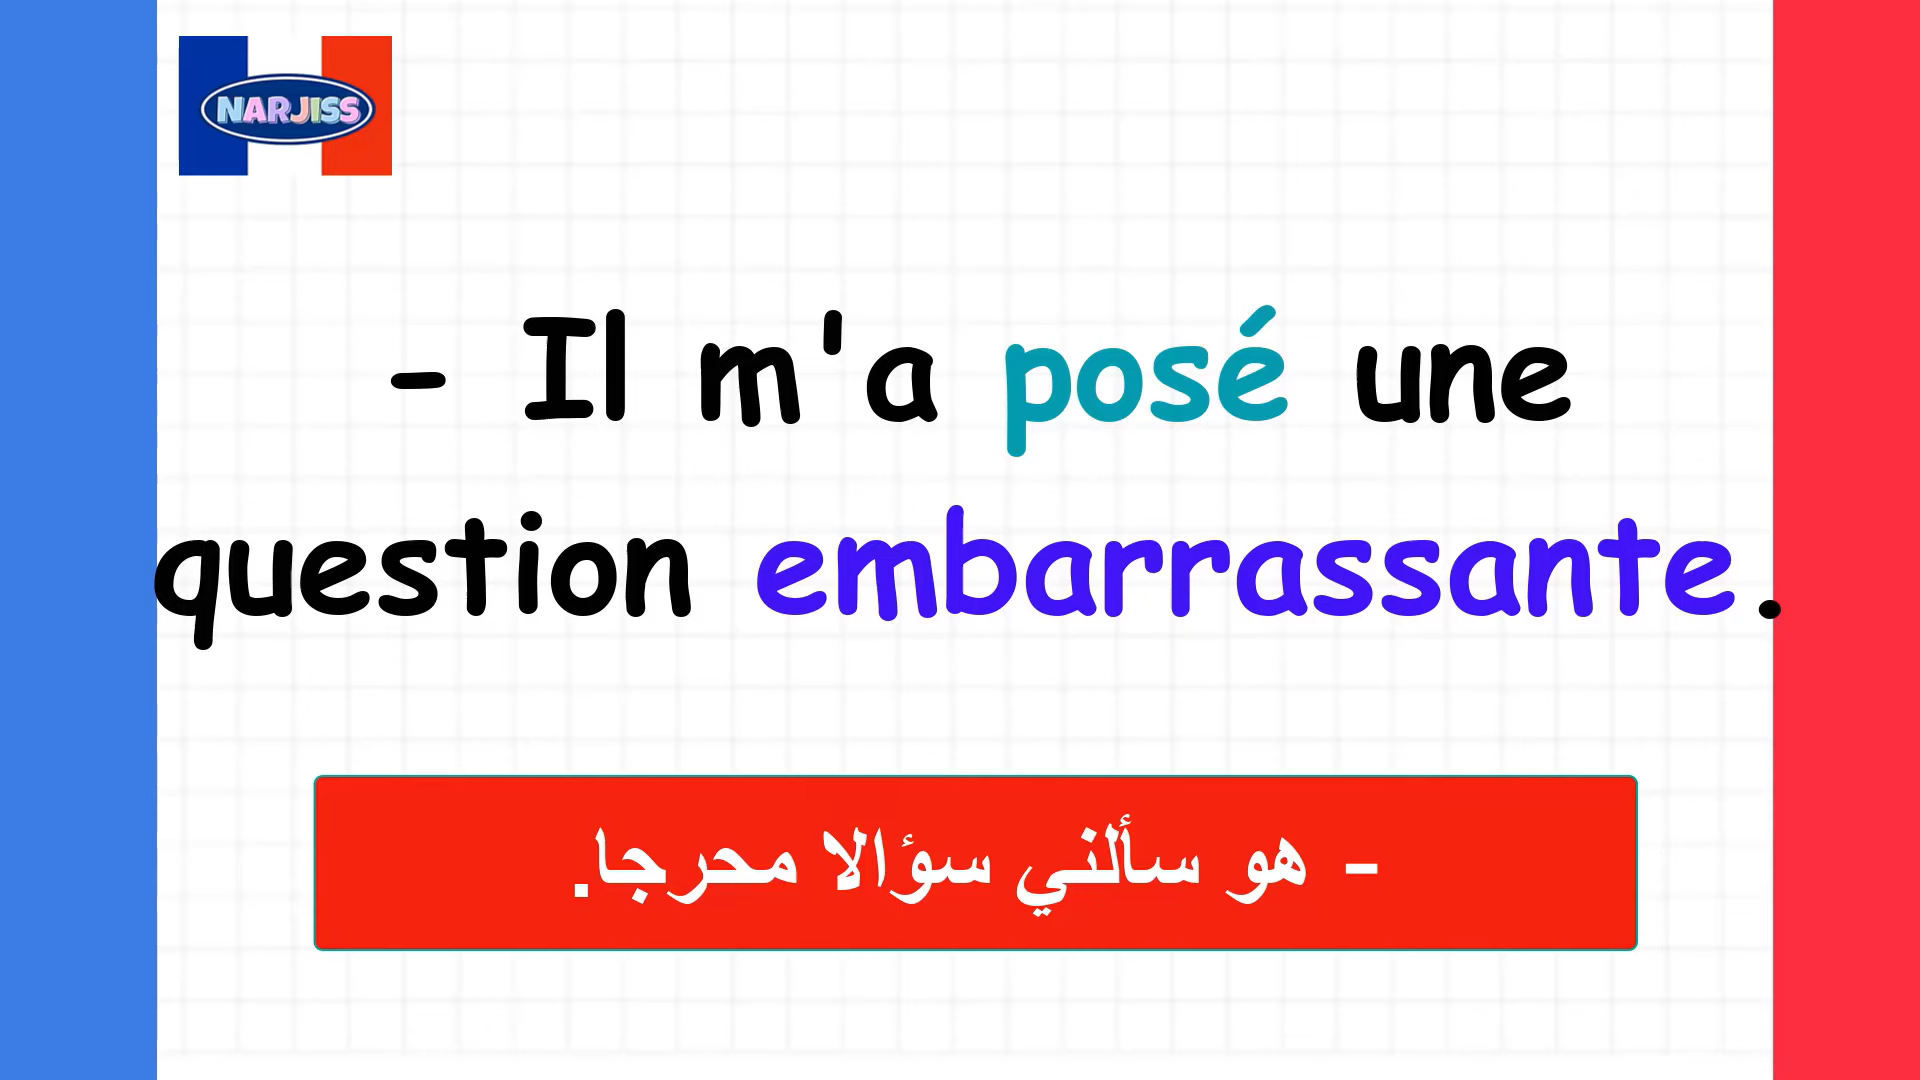 NARJISS
- Il m'a posé une
question embarrassante.
- هو سألني سؤالا محرجا.